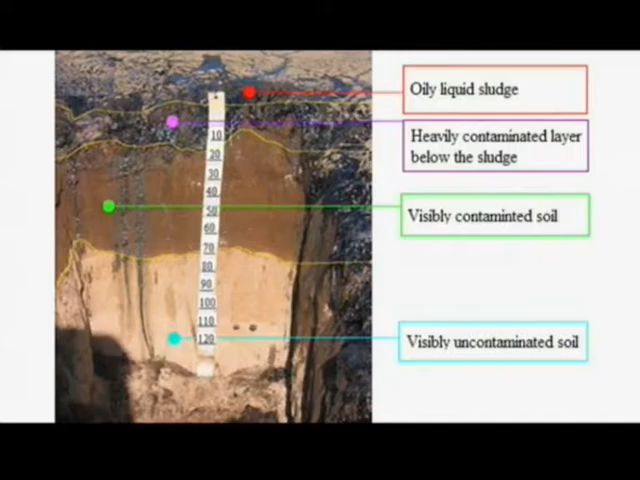 Oily liquid sludge
Heavily contaminated layer
below the sludge
Visibly contaminted soil
Visibly uncontaminated soil
10
20
30
40
50
60
70
80
90
100
110
120